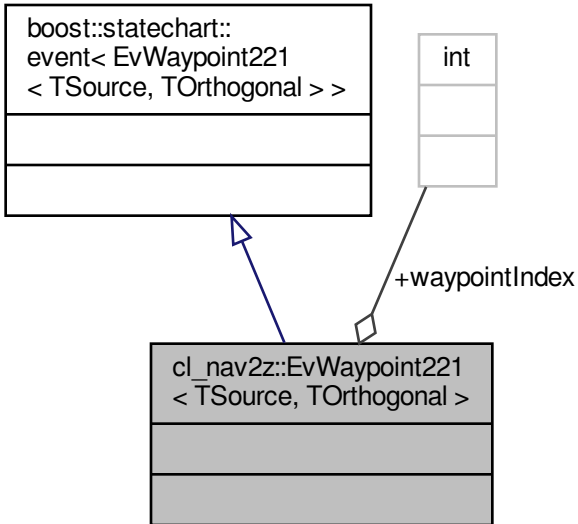 boost::statechart::
event< EvWaypoint221
< TSource, TOrthogonal > >
int
+waypointIndex
cl_nav2z::EvWaypoint221
< TSource, TOrthogonal >